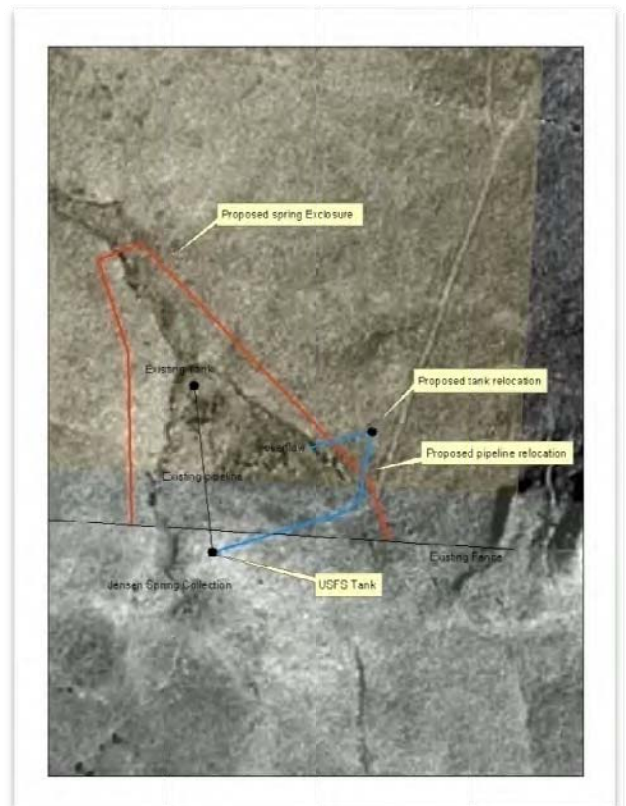 Proposed spring Exclosure
Existing Tank
Proposed tank relocation
overflow
Proposed pipeline relocation
Existing pipeline
Existing Fence
Jensen Spring Collection
USFS Tank